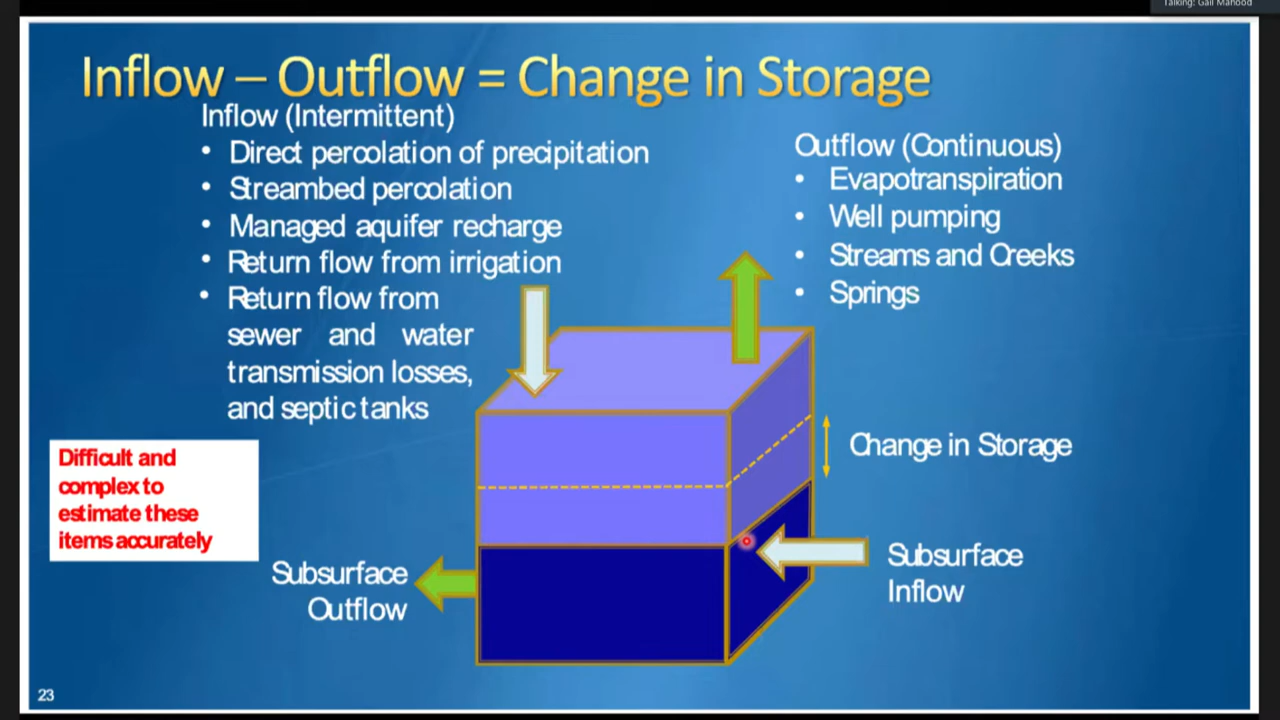 Talking: Gail Mahood
Inflow – Outflow = Change in Storage
Inflow (Intermittent)
• Direct percolation of precipitation
• Streambed percolation
• Managed aquifer recharge
• Return flow from irrigation
• Return flow from
sewer and water
transmission losses,
and septic tanks
Outflow (Continuous)
• Evapotranspiration
• Well pumping
• Streams and Creeks
• Springs
Change in Storage
Difficult and
complex to
estimate these
items accurately
Subsurface
Outflow
Subsurface
Inflow
23